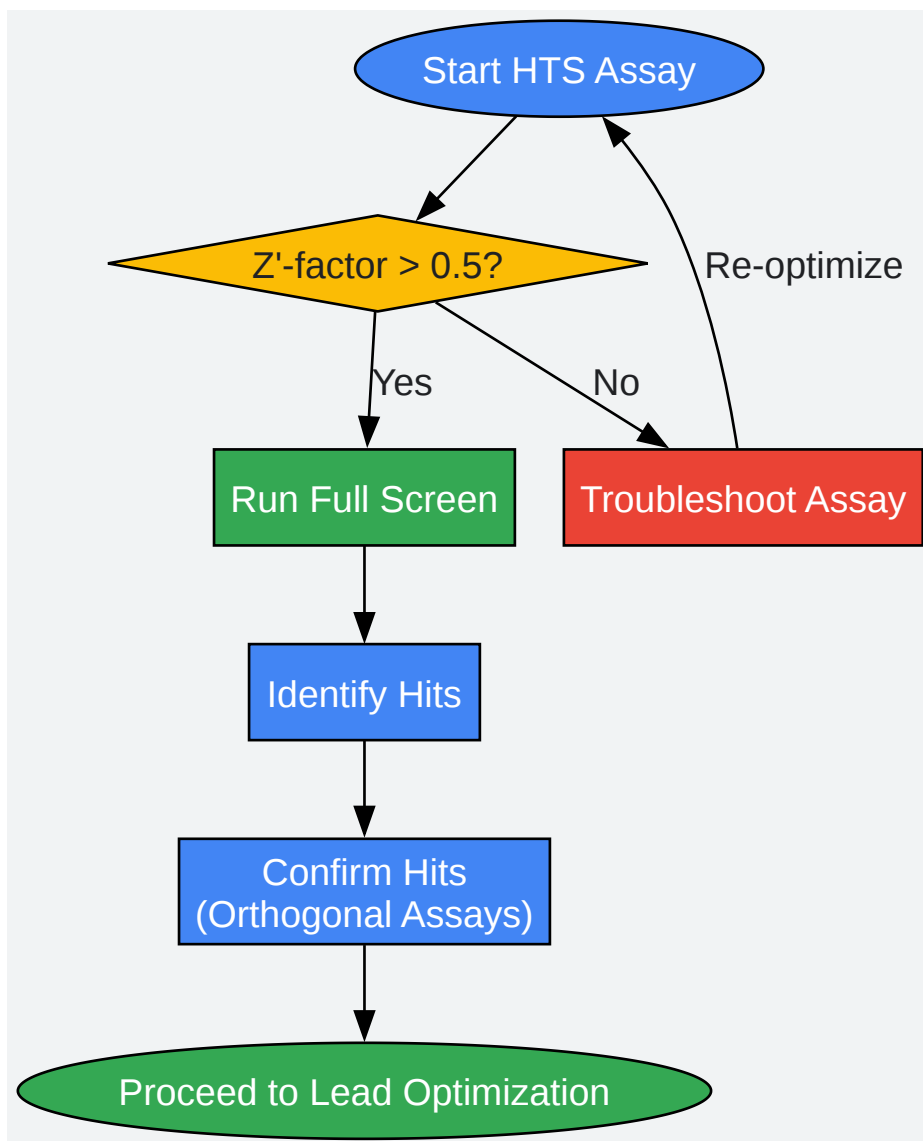 Start HTS Assay
Z'-factor > 0.5?
Re-optimize
Yes
No
Run Full Screen
Troubleshoot Assay
Identify Hits
Confirm Hits
(Orthogonal Assays)
Proceed to Lead Optimization